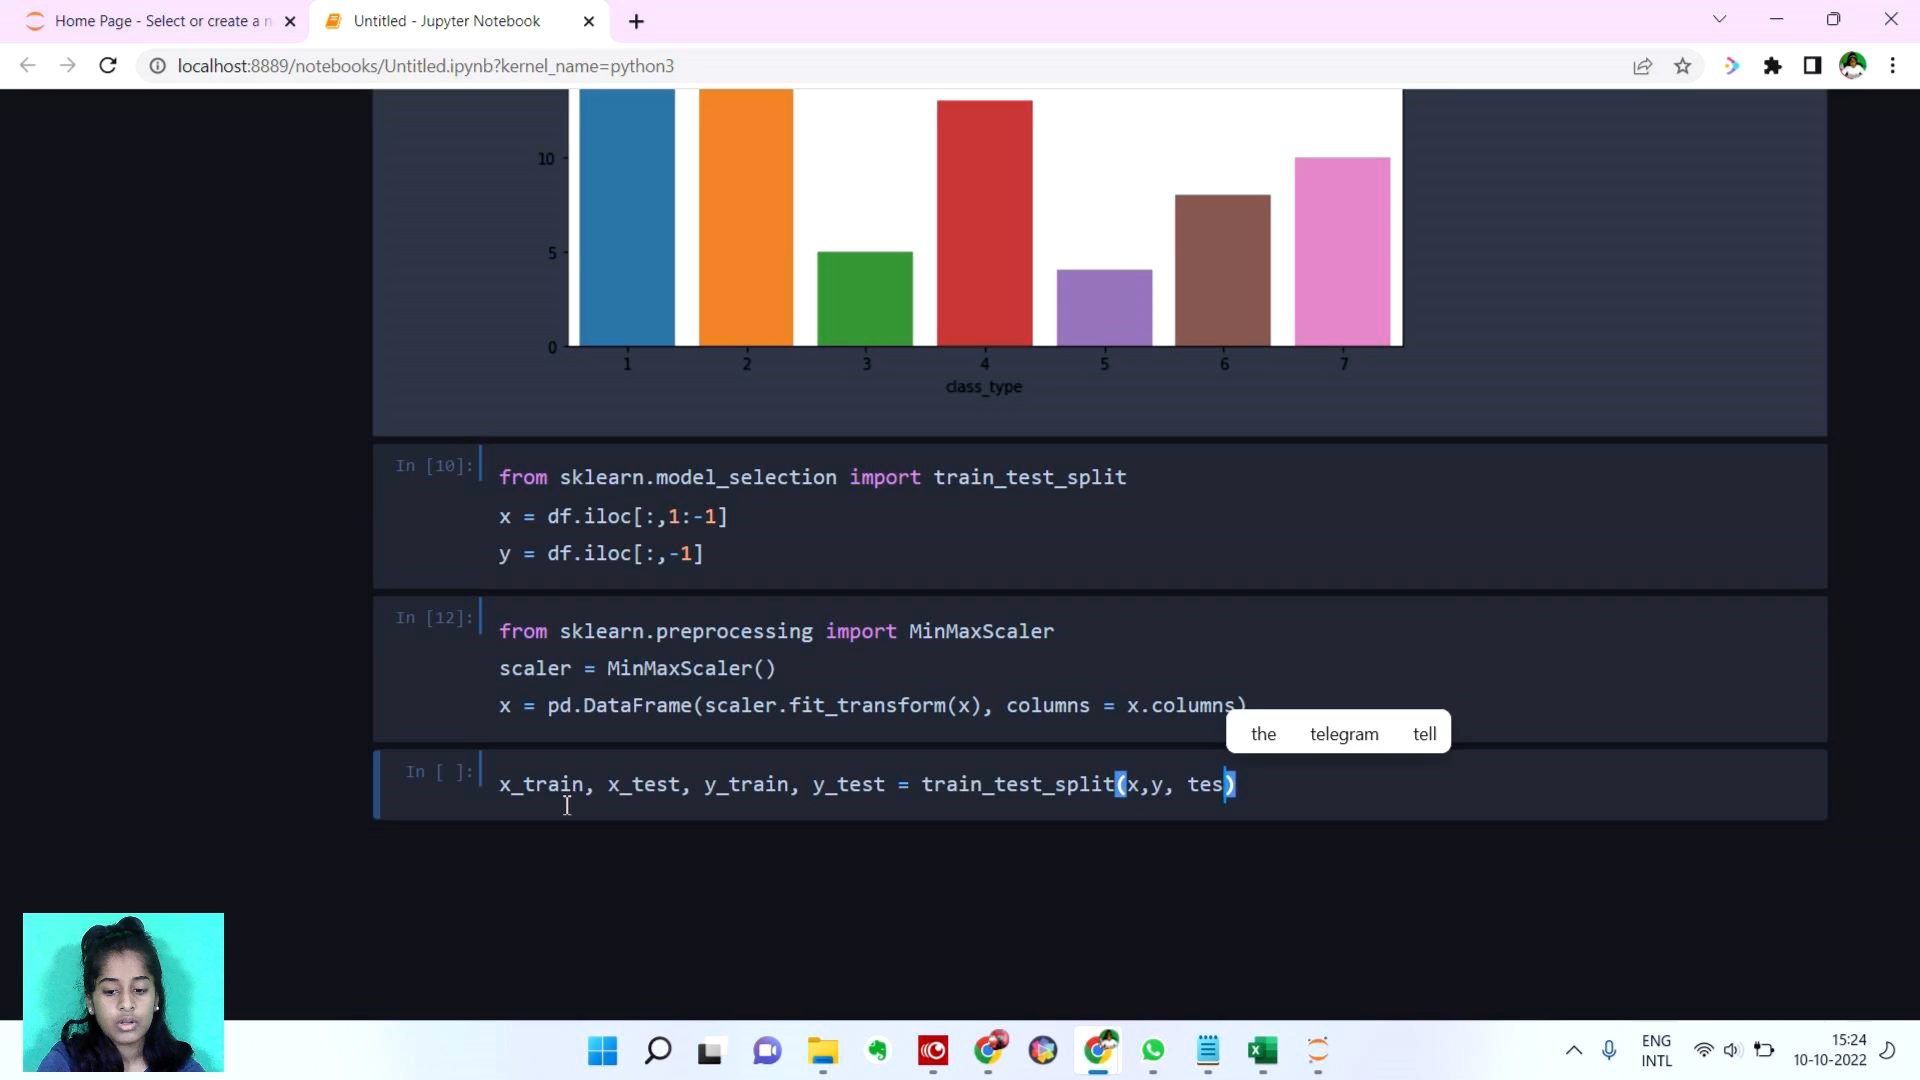 Home Page - Select or create a n
Untitled - Jupyter Notebook
localhost:8889/notebooks/Untitled.ipynb?kernel_name=python3
10
5
0
1 2 3 4 5 6 7
class_type
In [10]:
from sklearn.model_selection import train_test_split
x = df.iloc[:,1:-1]
y = df.iloc[:,-1]
In [12]:
from sklearn.preprocessing import MinMaxScaler
scaler = MinMaxScaler()
x = pd.DataFrame(scaler.fit_transform(x), columns = x.columns)
the telegram tell
In [ ]:
x_train, x_test, y_train, y_test = train_test_split(x,y, tes)
ENG
INTL
15:24
10-10-2022